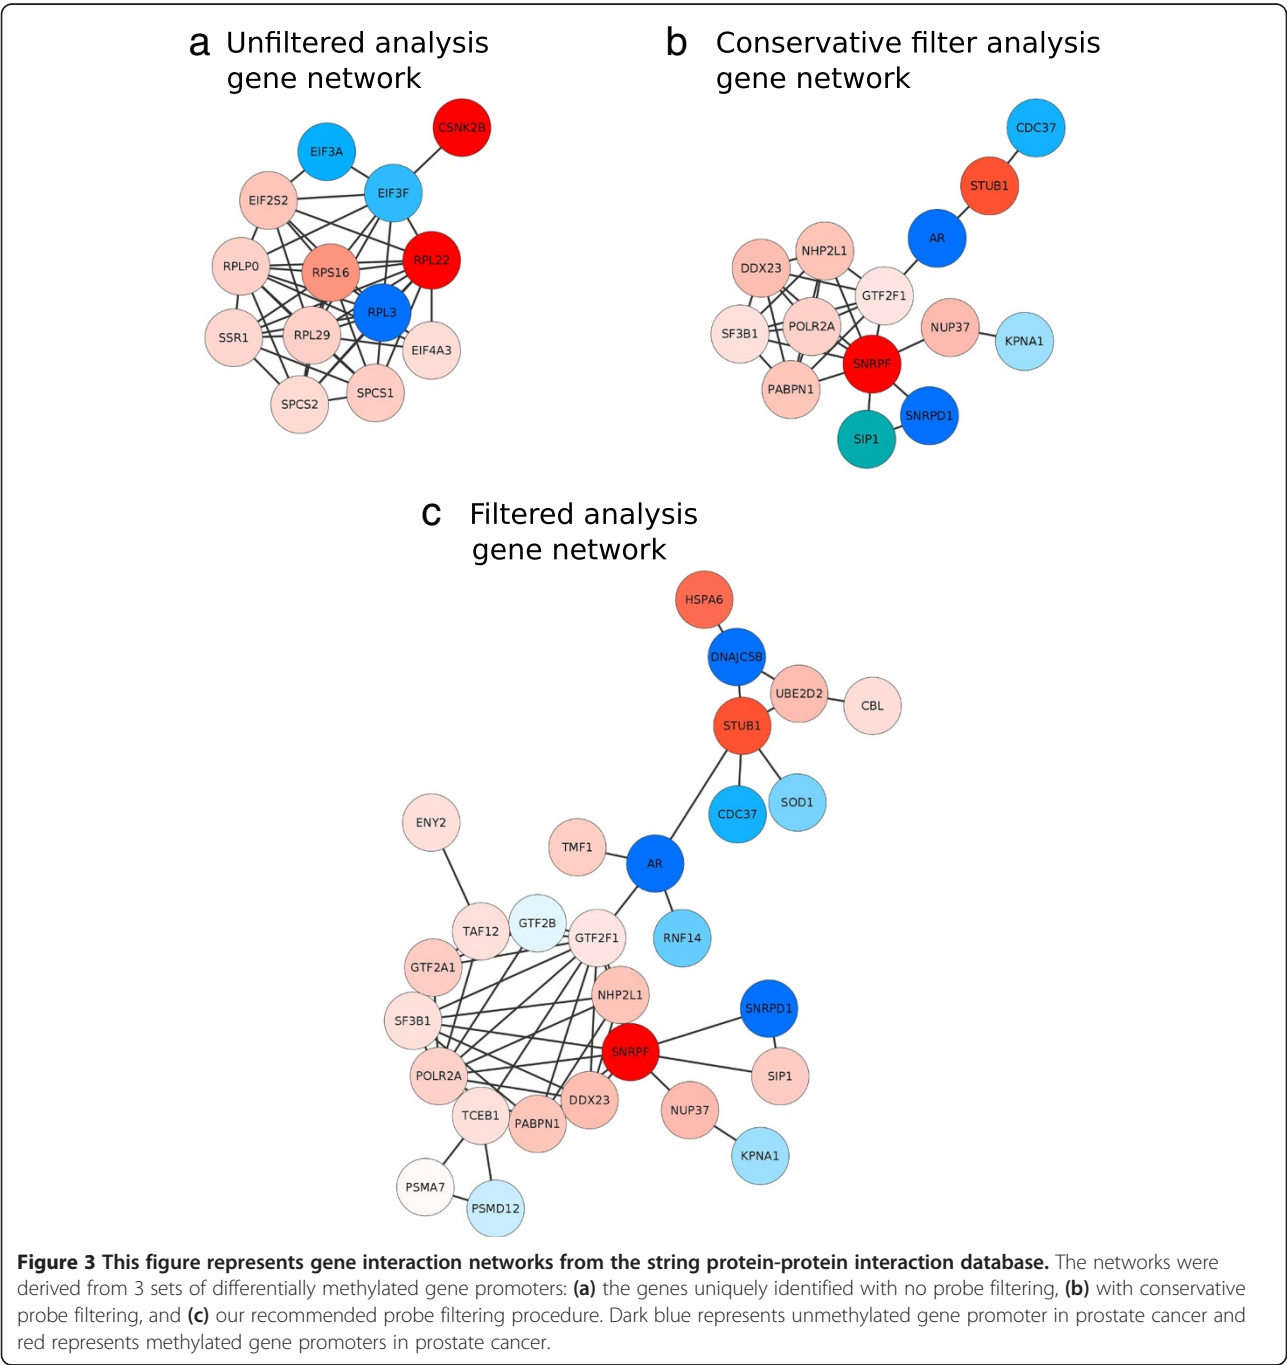 a Unfiltered analysis
gene network
b Conservative filter analysis
gene network
CSNK2B
EIF3A
EIF3F
EIF2S2
RPLP0
RPS16
RPL22
RPL3
SSR1
RPL29
EIF4A3
SPCS2
SPCS1
CDC37
STUB1
AR
NHP2L1
DDX23
GTF2F1
SF3B1
POLR2A
NUP37
KPNA1
SNRPF
PABPN1
SNRPD1
SIP1
c Filtered analysis
gene network
HSPA6
DNAJC5B
UBE2D2
CBL
STUB1
CDC37
SOD1
ENY2
TMF1
AR
TAF12
GTF2B
GTF2F1
RNF14
GTF2A1
NHP2L1
SF3B1
SNRPD1
SNRPF
POLR2A
SIP1
DDX23
TCEB1
PABPN1
NUP37
KPNA1
PSMA7
PSMD12
Figure 3 This figure represents gene interaction networks from the string protein-protein interaction database. The networks were
derived from 3 sets of differentially methylated gene promoters: (a) the genes uniquely identified with no probe filtering, (b) with conservative
probe filtering, and (c) our recommended probe filtering procedure. Dark blue represents unmethylated gene promoter in prostate cancer and
red represents methylated gene promoters in prostate cancer.